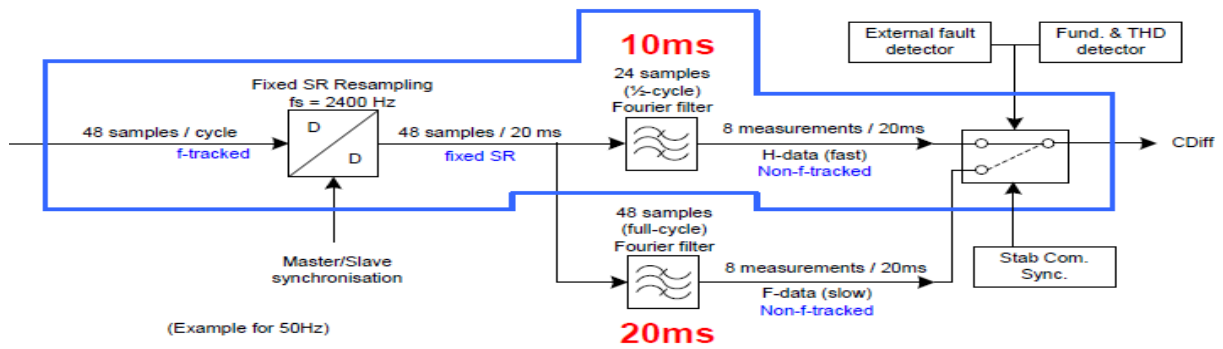 External fault
detector
Fund. & THD
detector
10ms
24 samples
(½-cycle)
Fourier filter
Fixed SR Resampling
fs = 2400 Hz
48 samples / cycle
f-tracked
D
D
48 samples / 20 ms
fixed SR
8 measurements / 20ms
H-data (fast)
Non-f-tracked
CDiff
48 samples
(full-cycle)
Fourier filter
Master/Slave
synchronisation
8 measurements / 20ms
F-data (slow)
Non-f-tracked
Stab Com.
Sync.
(Example for 50Hz)
20ms